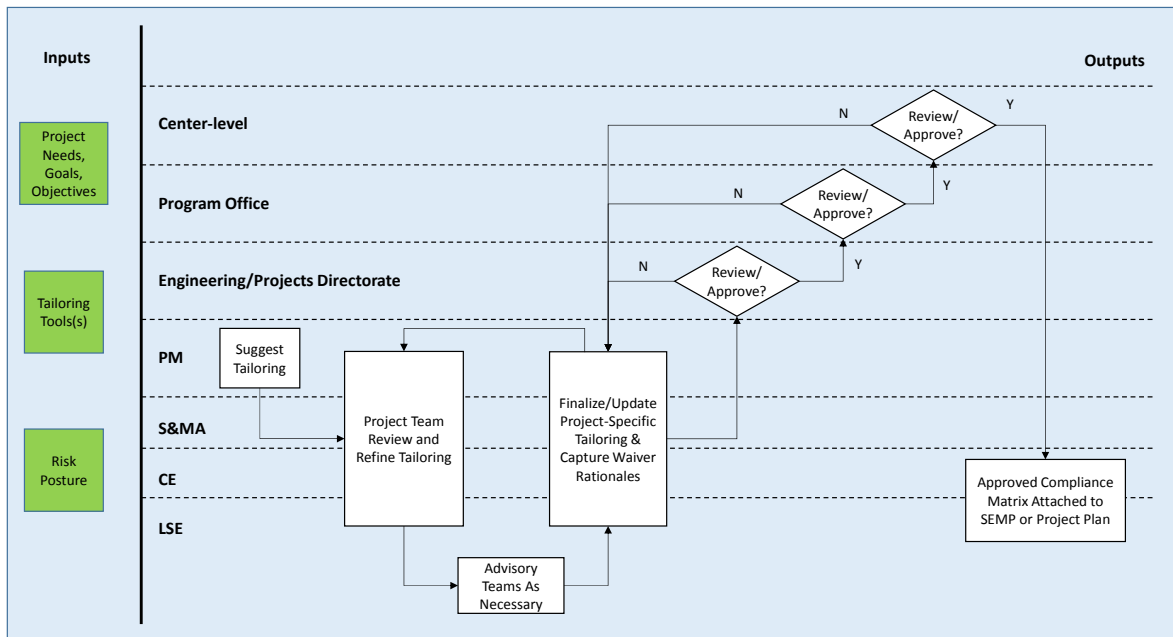 Inputs
Outputs
Project
Needs,
Goals,
Objectives
Tailoring
Tools(s)
Risk
Posture
Center-level
N
Review/
Approve?
Y
Program Office
N
Review/
Approve?
Y
Engineering/Projects Directorate
N
Review/
Approve?
Y
PM
Suggest
Tailoring
S&MA
CE
LSE
Project Team
Review and
Refine Tailoring
Finalize/Update
Project-Specific
Tailoring &
Capture Waiver
Rationales
Advisory
Teams As
Necessary
Approved Compliance
Matrix Attached to
SEMP or Project Plan